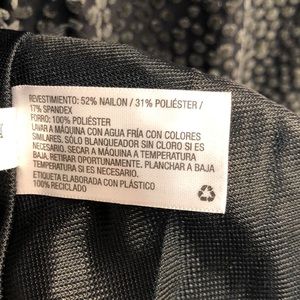 REVESTIMIENTO: 52% NAILON / 31% POLIÉSTER /
17% SPANDEX
FORRO: 100% POLIÉSTER
LAVAR A MÁQUINA CON AGUA FRÍA CON COLORES
SIMILARES. SÓLO BLANQUEADOR SIN CLORO SI ES
NECESARIO. SECAR A MÁQUINA A TEMPERATURA
BAJA. RETIRAR OPORTUNAMENTE. PLANCHAR A BAJA
TEMPERATURA SI ES NECESARIO.
ETIQUETA ELABORADA CON PLÁSTICO
100% RECICLADO